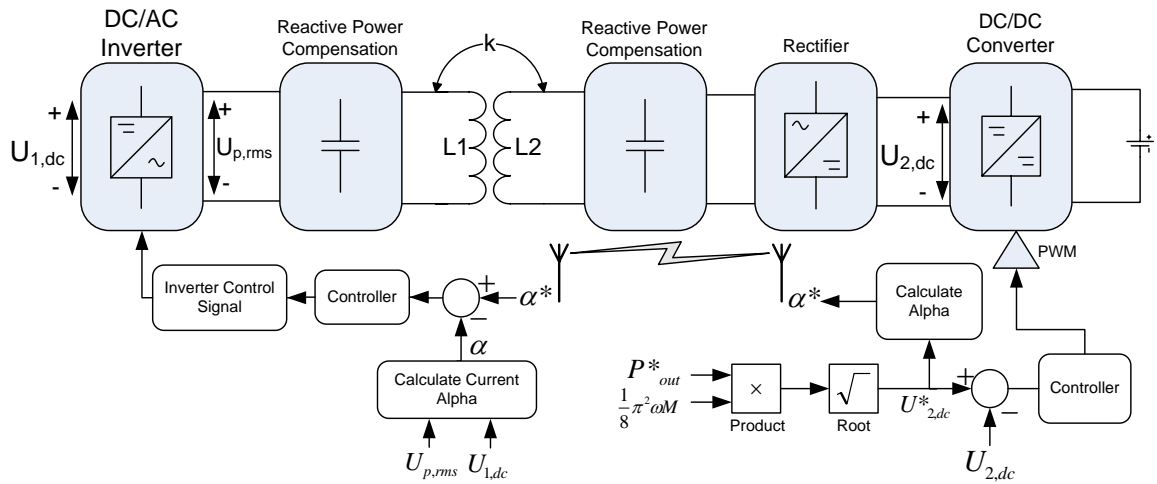 DC/AC
Inverter
Reactive Power
Compensation
k
Reactive Power
Compensation
Rectifier
DC/DC
Converter
+
U1,dc
-
+
Up,rms
-
L1
L2
+
U2,dc
-
PWM
Inverter Control
Signal
Controller
+
−
α*
α
Calculate Current
Alpha
Up,rms
U1,dc
α*
Calculate
Alpha
P*out
1/8 π²ωM
×
Product
√
Root
U*2,dc
+
−
U2,dc
Controller